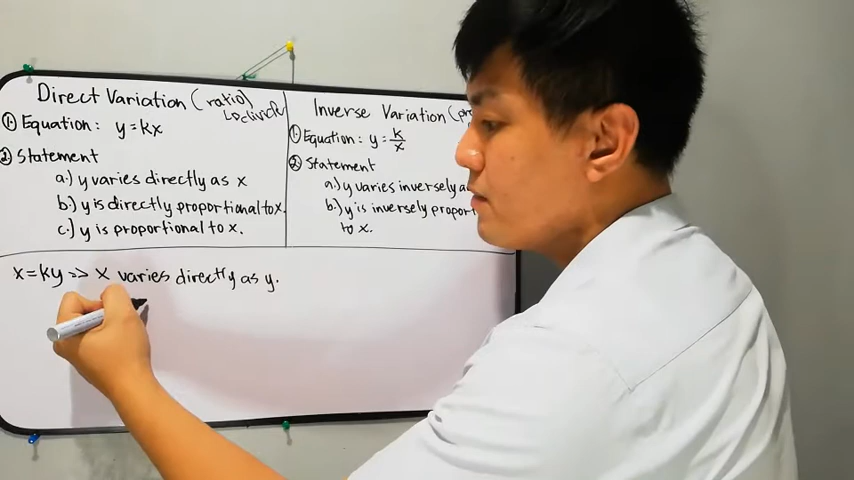 Direct Variation (ratio)
① Equation: y=kx
② Statement
a.) y varies directly as x
b.) y is directly proportional to x.
c.) y is proportional to x.
Inverse Variation
① Equation: y = k/x
② Statement
a.) y varies inversely
b.) y is inversely
to x.
x=ky => x varies directly as y.